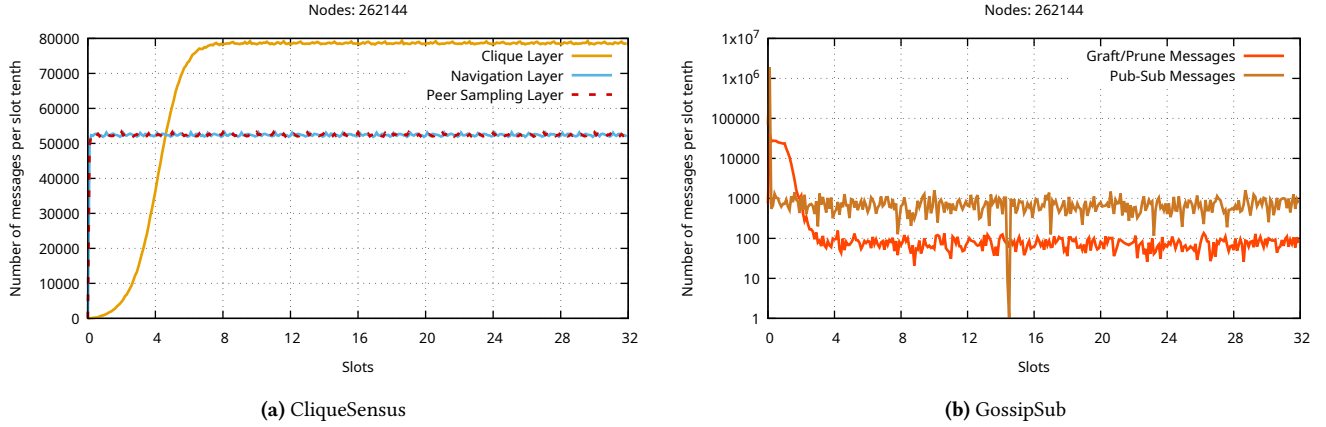 Nodes: 262144
Number of messages per slot tenth
80000
70000
60000
50000
40000
30000
20000
10000
0
Clique Layer
Navigation Layer
Peer Sampling Layer
0 4 8 12 16 20 24 28 32
Slots
(a) CliqueSensus
Nodes: 262144
Number of messages per slot tenth
1x10^7
1x10^6
100000
10000
1000
100
10
1
Graft/Prune Messages
Pub-Sub Messages
0 4 8 12 16 20 24 28 32
Slots
(b) GossipSub